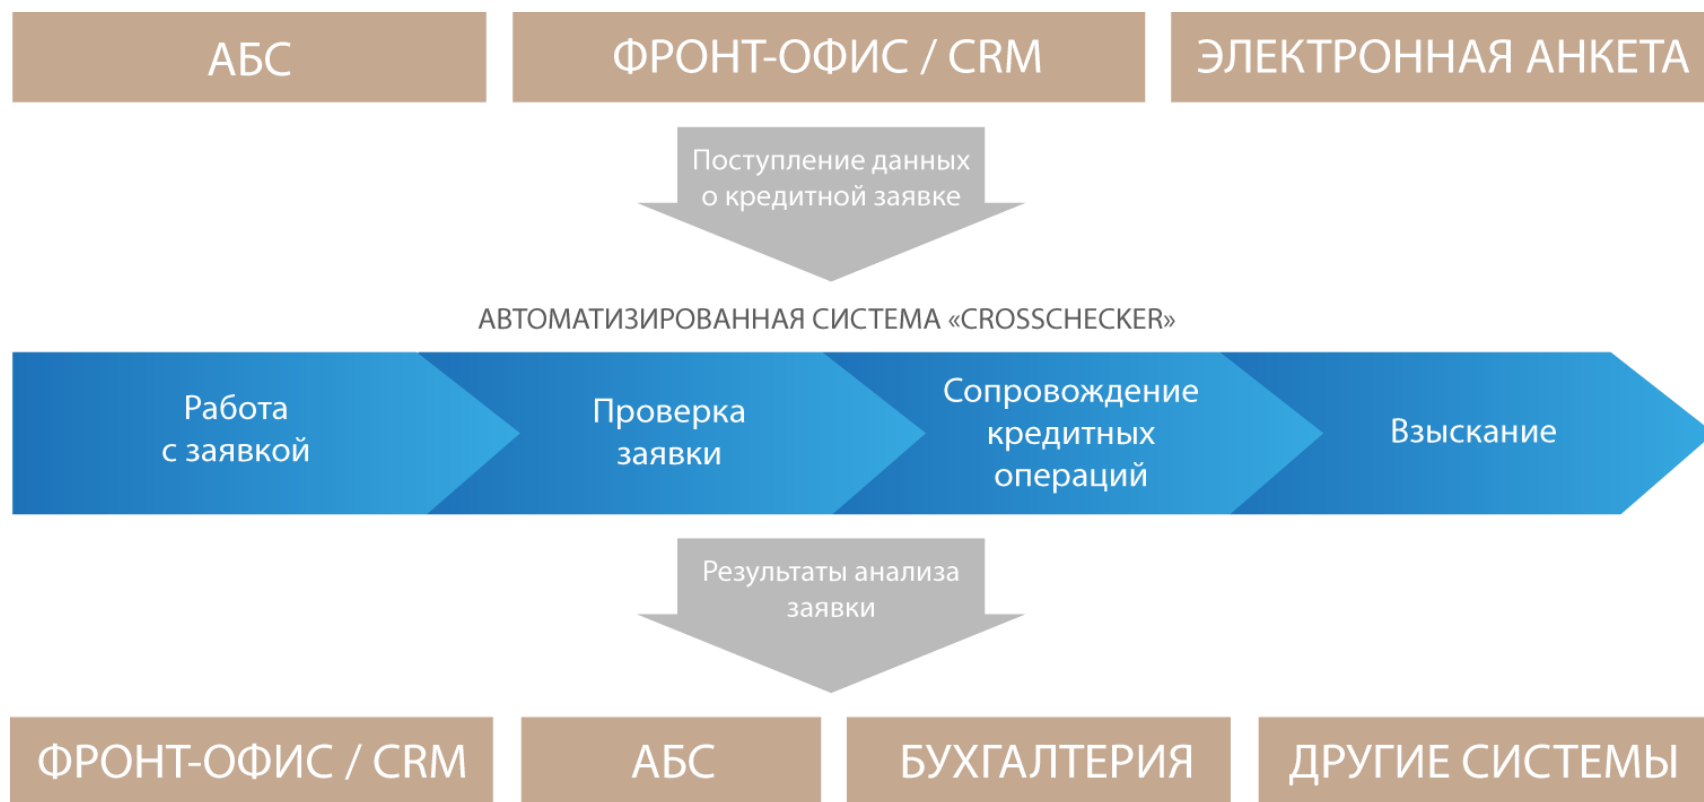 АБС
ФРОНТ-ОФИС / CRM
ЭЛЕКТРОННАЯ АНКЕТА
Поступление данных
о кредитной заявке
АВТОМАТИЗИРОВАННАЯ СИСТЕМА «CROSSCHECKER»
Работа
с заявкой
Проверка
заявки
Сопровождение
кредитных
операций
Взыскание
Результаты анализа
заявки
ФРОНТ-ОФИС / CRM
АБС
БУХГАЛТЕРИЯ
ДРУГИЕ СИСТЕМЫ